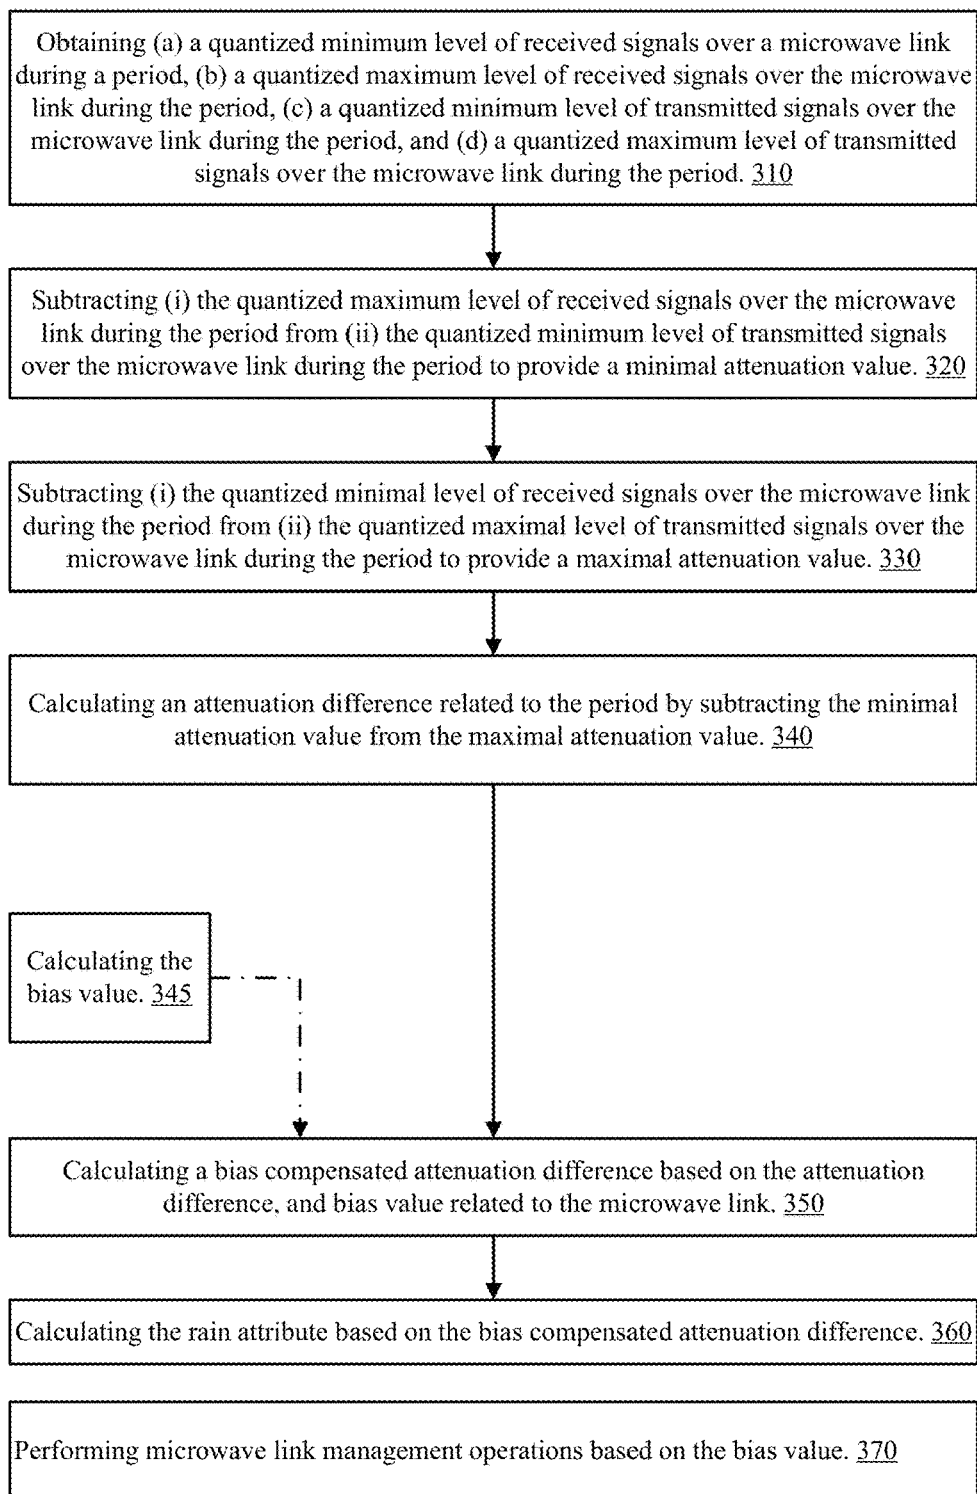 Obtaining (a) a quantized minimum level of received signals over a microwave link
during a period, (b) a quantized maximum level of received signals over the microwave
link during the period, (c) a quantized minimum level of transmitted signals over the
microwave link during the period, and (d) a quantized maximum level of transmitted
signals over the microwave link during the period. 310
Subtracting (i) the quantized maximum level of received signals over the microwave
link during the period from (ii) the quantized minimum level of transmitted signals
over the microwave link during the period to provide a minimal attenuation value. 320
Subtracting (i) the quantized minimal level of received signals over the microwave link
during the period from (ii) the quantized maximal level of transmitted signals over the
microwave link during the period to provide a maximal attenuation value. 330
Calculating an attenuation difference related to the period by subtracting the minimal
attenuation value from the maximal attenuation value. 340
Calculating the
bias value. 345
Calculating a bias compensated attenuation difference based on the attenuation
difference, and bias value related to the microwave link. 350
Calculating the rain attribute based on the bias compensated attenuation difference. 360
Performing microwave link management operations based on the bias value. 370